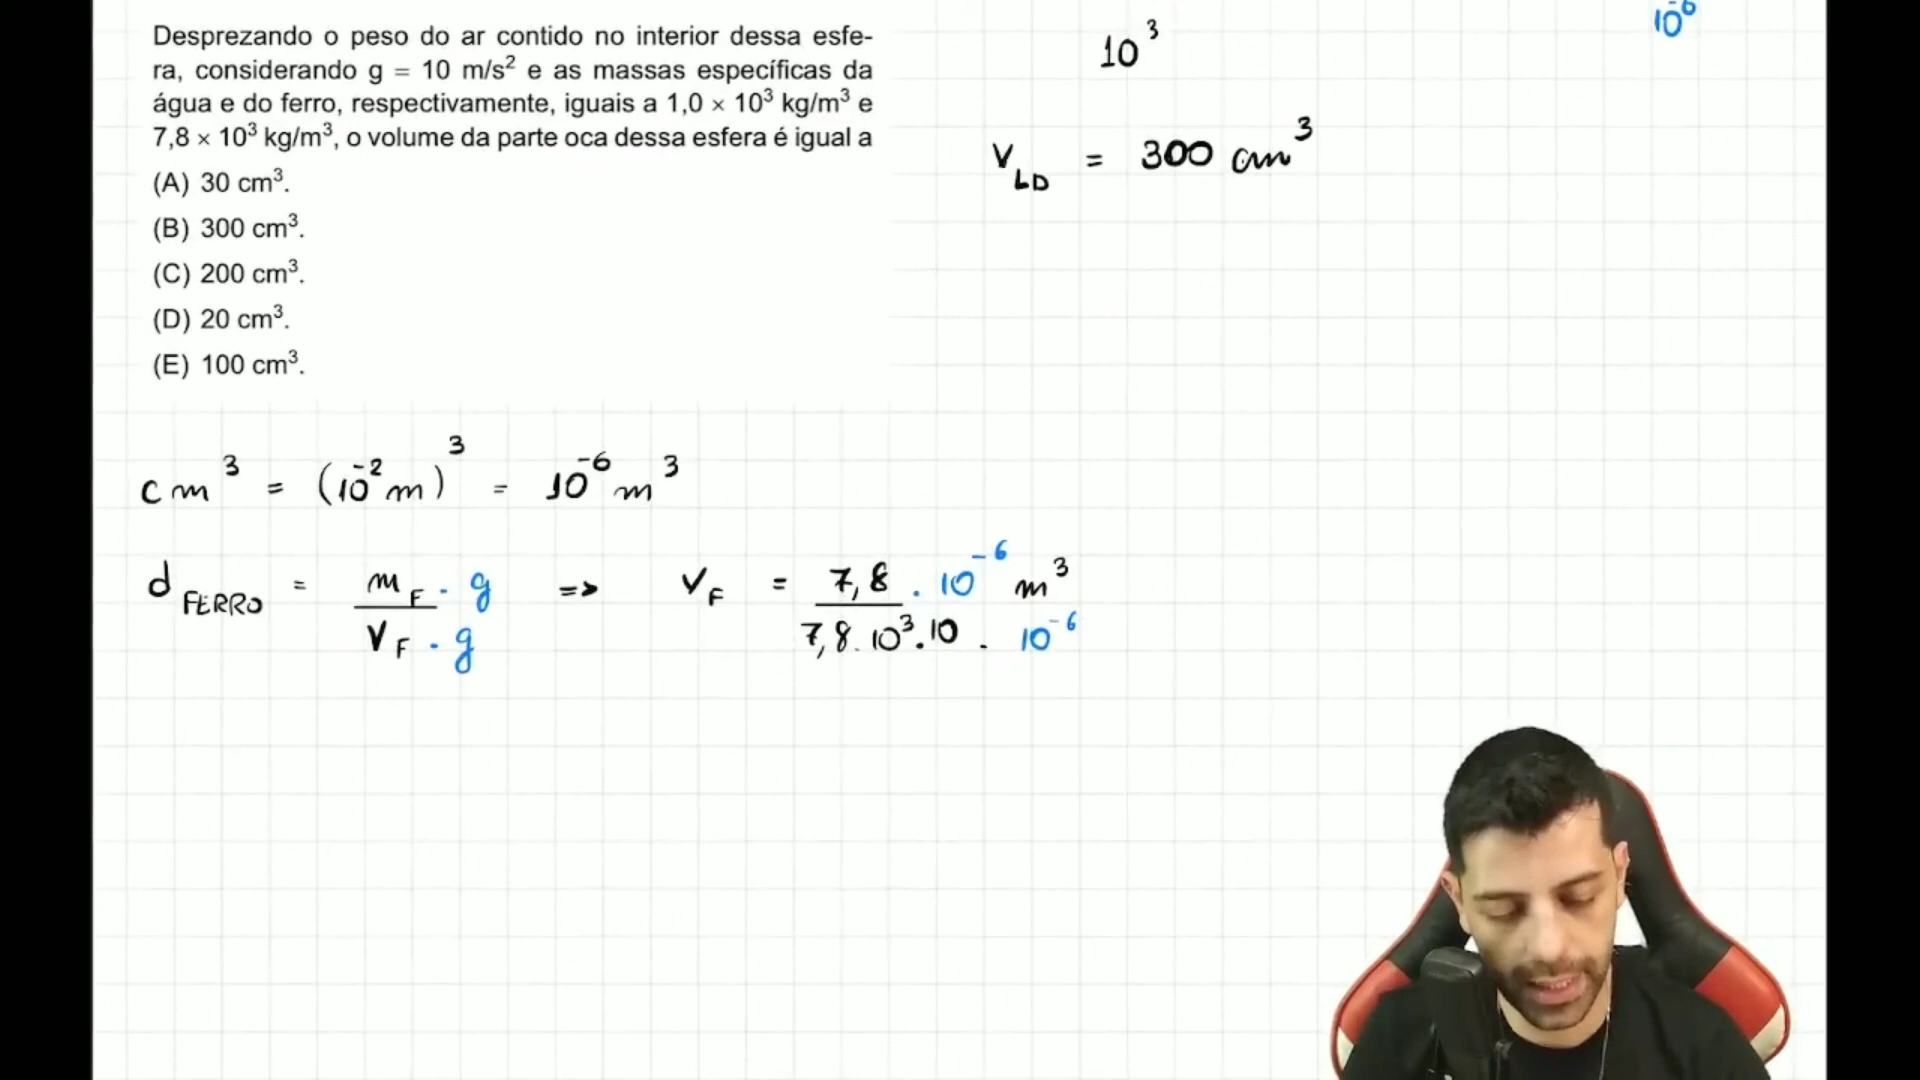 Desprezando o peso do ar contido no interior dessa esfe-
ra, considerando g = 10 m/s² e as massas específicas da
água e do ferro, respectivamente, iguais a 1,0 × 10³ kg/m³ e
7,8 × 10³ kg/m³, o volume da parte oca dessa esfera é igual a
(A) 30 cm³.
(B) 300 cm³.
(C) 200 cm³.
(D) 20 cm³.
(E) 100 cm³.
10³
10⁻⁶
V_LD = 300 cm³
cm³ = (10⁻²m)³ = 10⁻⁶ m³
d_FERRO = m_F · g / V_F · g => V_F = 7,8 . 10⁻⁶ / 7,8 . 10³ . 10 . 10⁻⁶ m³